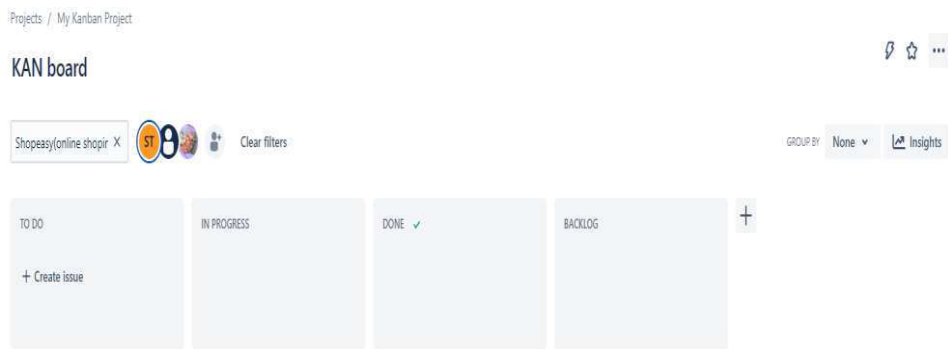 Projects / My Kanban Project
KAN board
Shopeasy(online shopir
ST
Clear filters
GROUP BY None Insights
TO DO IN PROGRESS DONE BACKLOG
+ Create issue